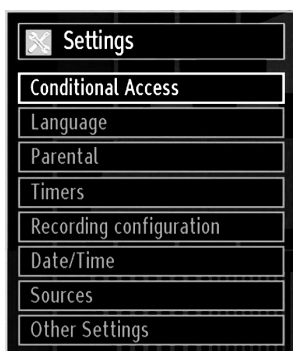 Settings
Conditional Access
Language
Parental
Timers
Recording configuration
Date/Time
Sources
Other Settings